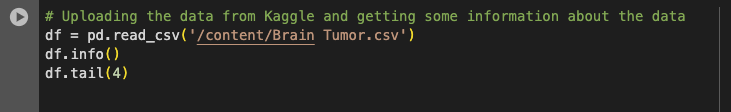 # Uploading the data from Kaggle and getting some information about the data
df = pd.read_csv('/content/Brain Tumor.csv')
df.info()
df.tail(4)